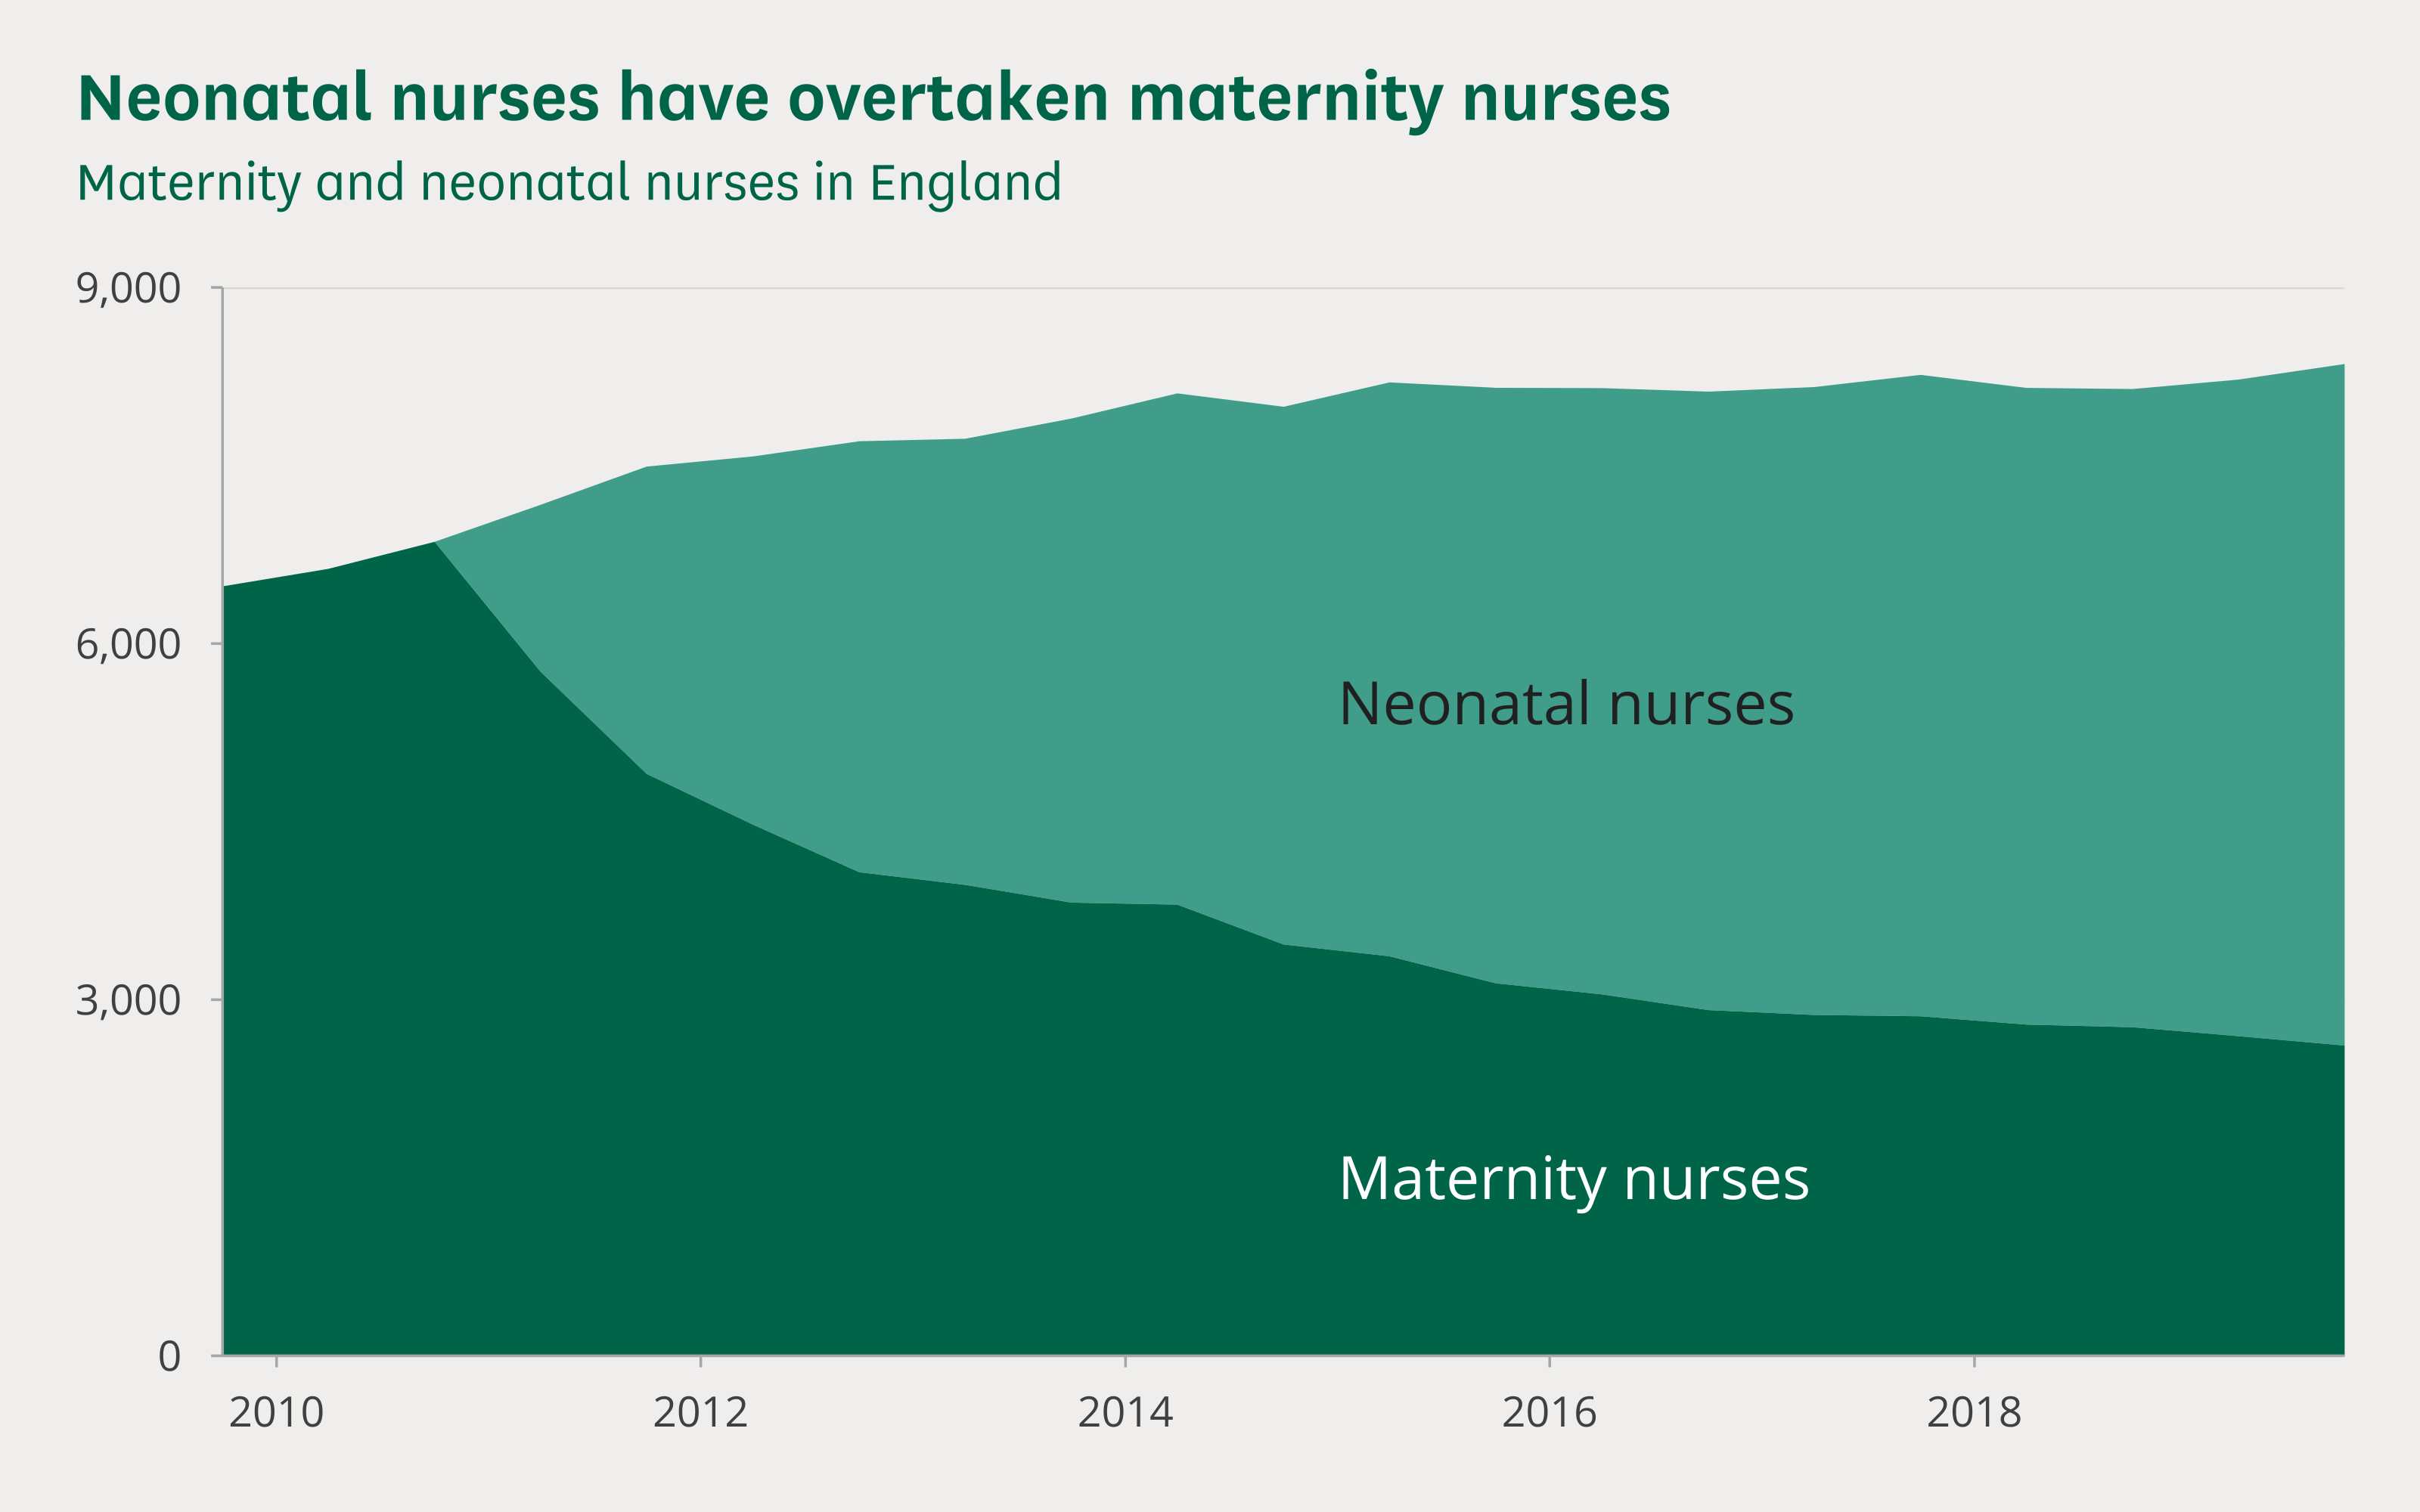 Neonatal nurses have overtaken maternity nurses
Maternity and neonatal nurses in England
9,000
6,000
Neonatal nurses
3,000
Maternity nurses
0
2010 2012 2014 2016 2018